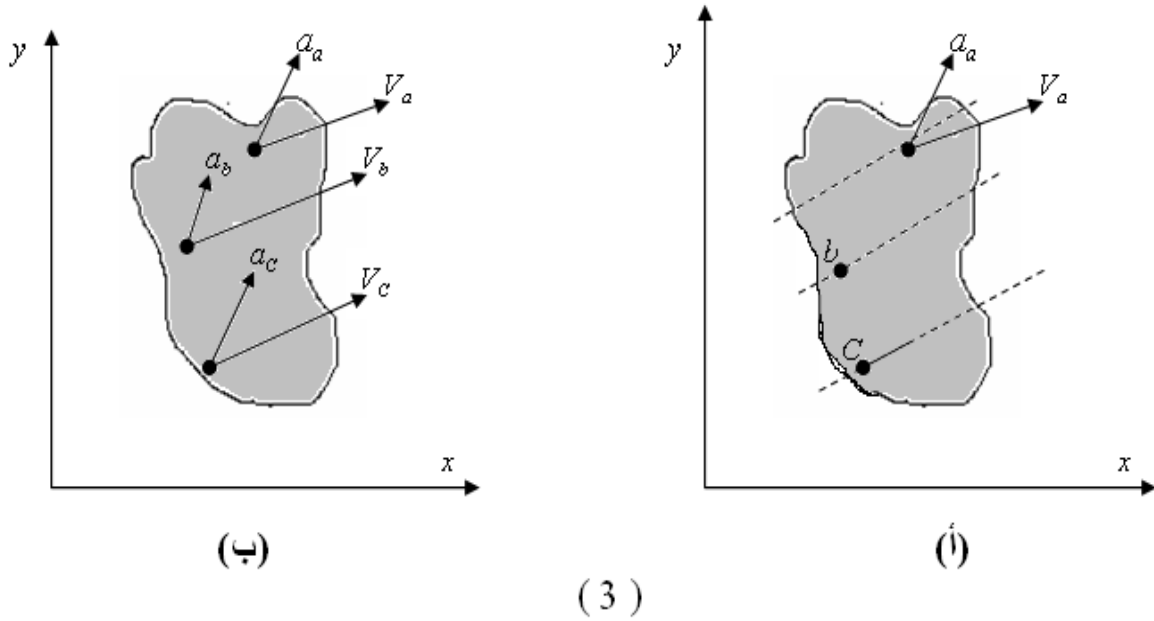 y
a_a
V_a
a_b
V_b
a_C
V_C
x
(ب)
y
a_a
V_a
b
C
x
(أ)
( 3 )